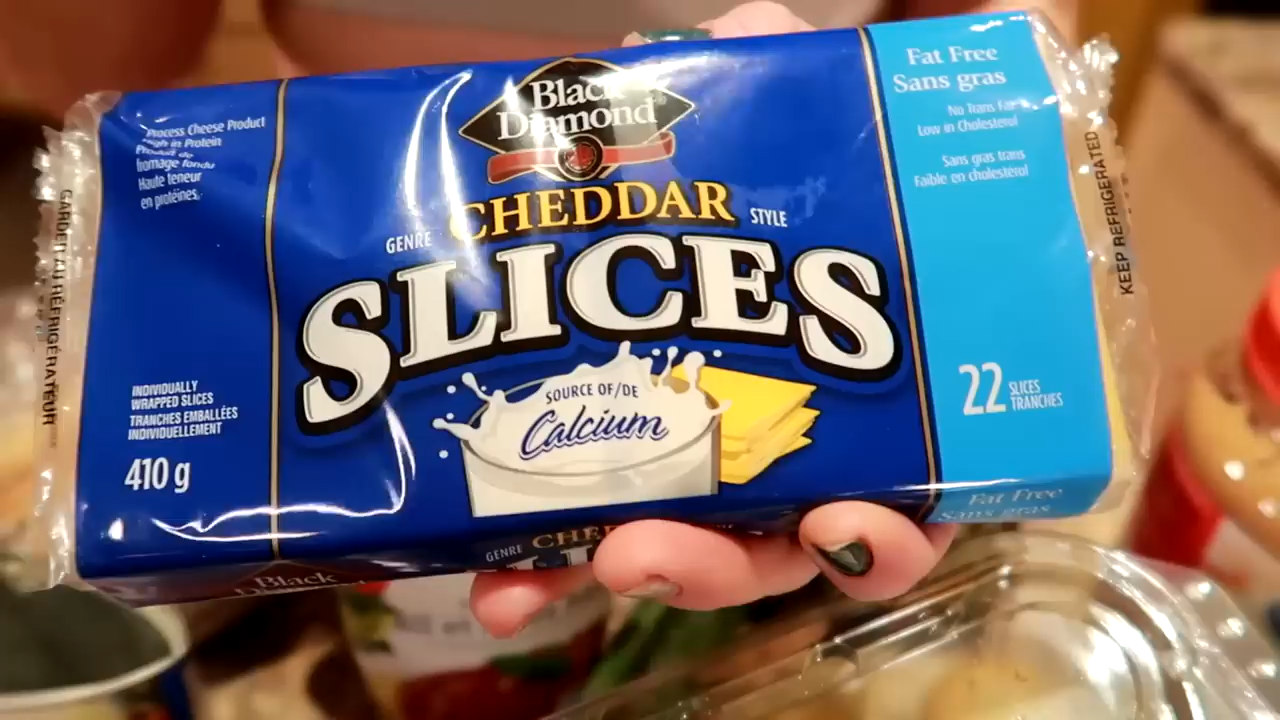 Process Cheese Product
High in Protein
Produit de
fromage fondu
Haute teneur
en protéines.
INDIVIDUALLY
WRAPPED SLICES
TRANCHES EMBALLÉES
INDIVIDUELLEMENT
410 g
GARDER AU RÉFRIGÉRATEUR
Black
Diamond
CHEDDAR
GENRE STYLE
SLICES
SOURCE OF/DE
Calcium
Fat Free
Sans gras
No Trans Fat
Low in Cholesterol
Sans gras trans
Faible en cholestérol
22 SLICES
TRANCHES
KEEP REFRIGERATED
Fat Free
sans gras
GENRE
Black